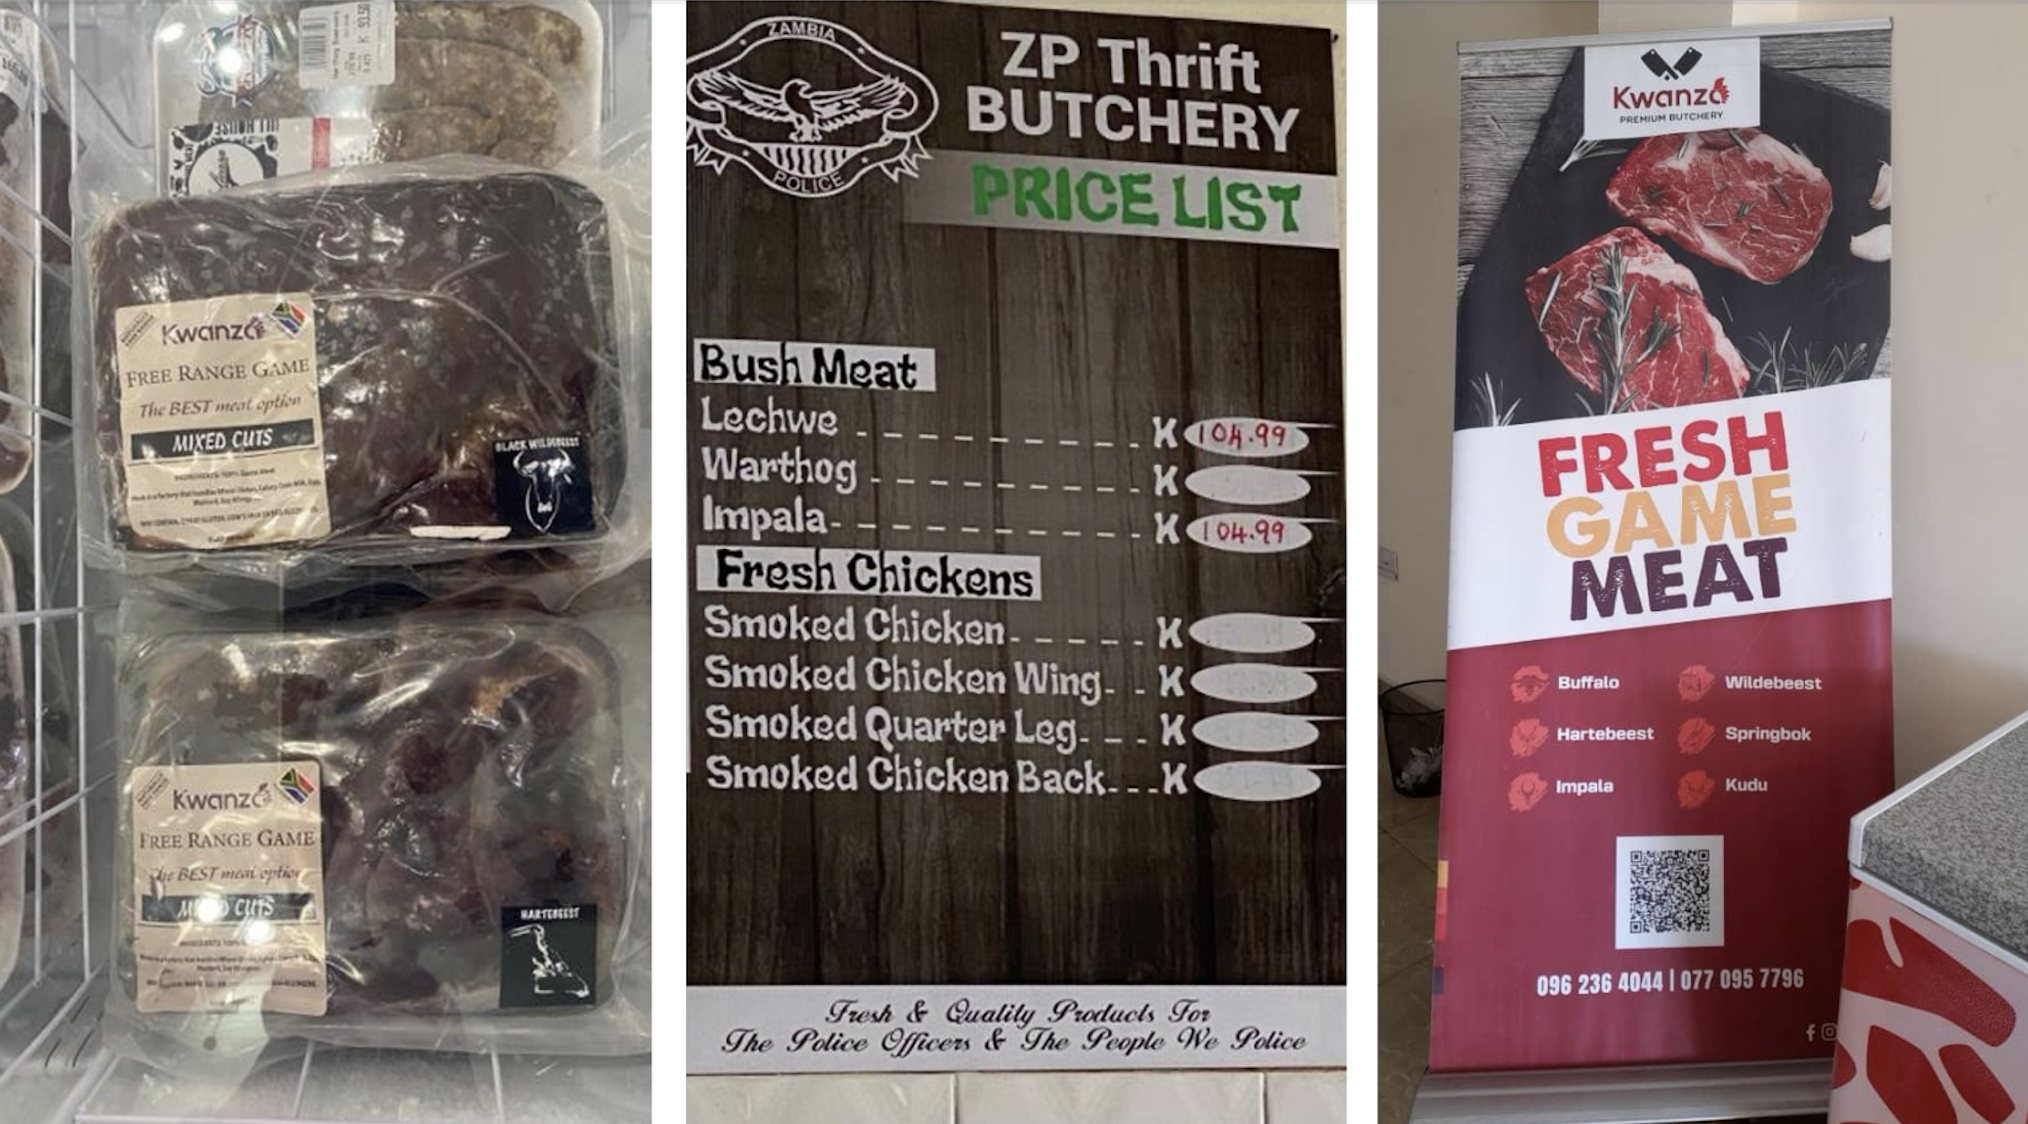 Kwanza
FREE RANGE GAME
The BEST meat option
MIXED CUTS
BLACK WILDEBEEST
Kwanza
FREE RANGE GAME
The BEST meat option
MIXED CUTS
HARTEBEEST
ZAMBIA
POLICE
ZP Thrift
BUTCHERY
PRICE LIST
Bush Meat
Lechwe - - - - - - - - - - K 104.99
Warthog - - - - - - - - - K
Impala - - - - - - - - - - - K 104.99
Fresh Chickens
Smoked Chicken - - - - - K
Smoked Chicken Wing - - K
Smoked Quarter Leg - - - K
Smoked Chicken Back - - - K
Fresh & Quality Products For
The Police Officers & The People We Police
Kwanza
PREMIUM BUTCHERY
FRESH
GAME
MEAT
Buffalo
Wildebeest
Hartebeest
Springbok
Impala
Kudu
096 236 4044 | 077 095 7796